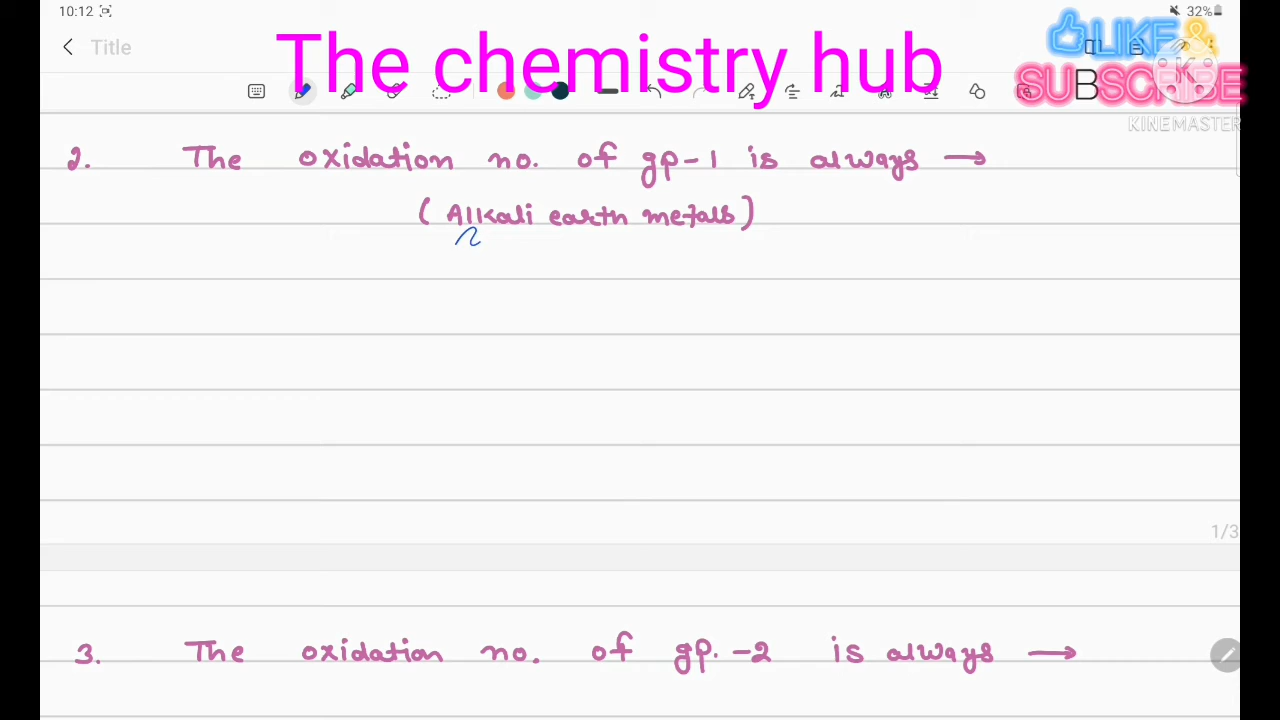 10:12
32%
Title
The chemistry hub
LIKE &
SUBSCRIBE
K
KINEMASTER
2. The oxidation no. of gp-1 is always →
( Alkali earth metals )
1/3
3. The oxidation no. of gp.-2 is always →